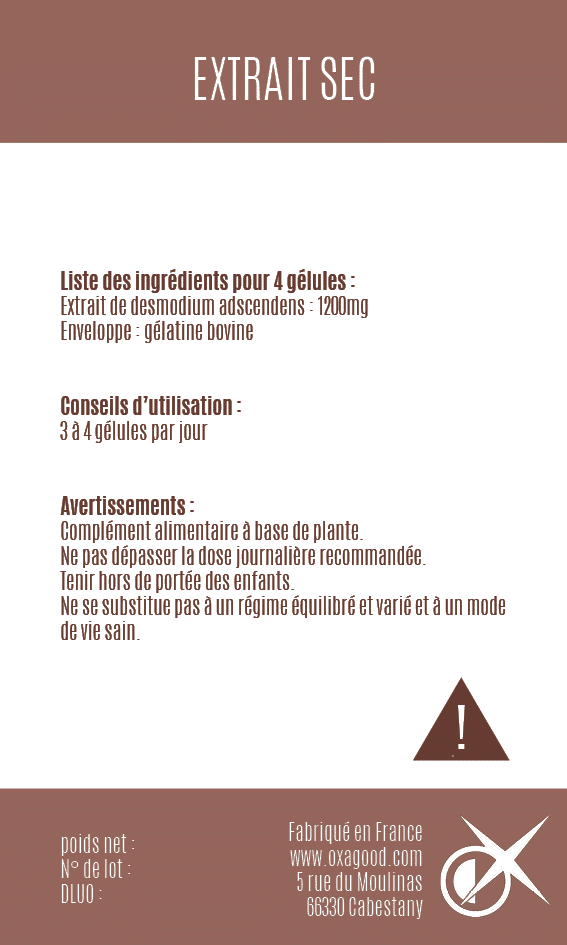 EXTRAIT SEC
Liste des ingrédients pour 4 gélules :
Extrait de desmodium adscendens : 1200mg
Enveloppe : gélatine bovine
Conseils d’utilisation :
3 à 4 gélules par jour
Avertissements :
Complément alimentaire à base de plante.
Ne pas dépasser la dose journalière recommandée.
Tenir hors de portée des enfants.
Ne se substitue pas à un régime équilibré et varié et à un mode
de vie sain.
!
poids net :
N° de lot :
DLUO :
Fabriqué en France
www.oxagood.com
5 rue du Moulinas
66330 Cabestany